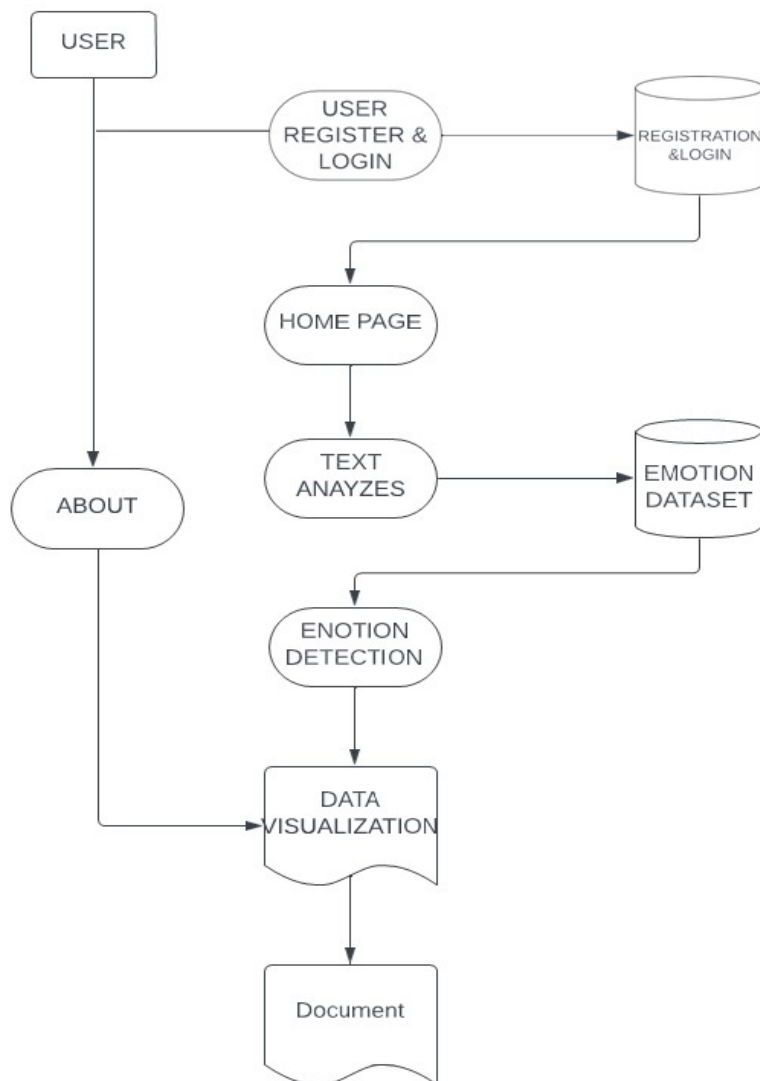 USER
USER
REGISTER &
LOGIN
REGISTRATION
&LOGIN
HOME PAGE
TEXT
ANAYZES
EMOTION
DATASET
ABOUT
ENOTION
DETECTION
DATA
VISUALIZATION
Document